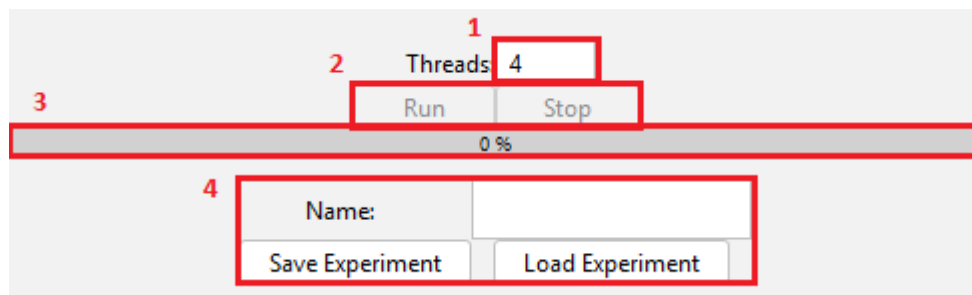 1
2 Threads: 4
3 Run Stop
0 %
4 Name:
Save Experiment Load Experiment